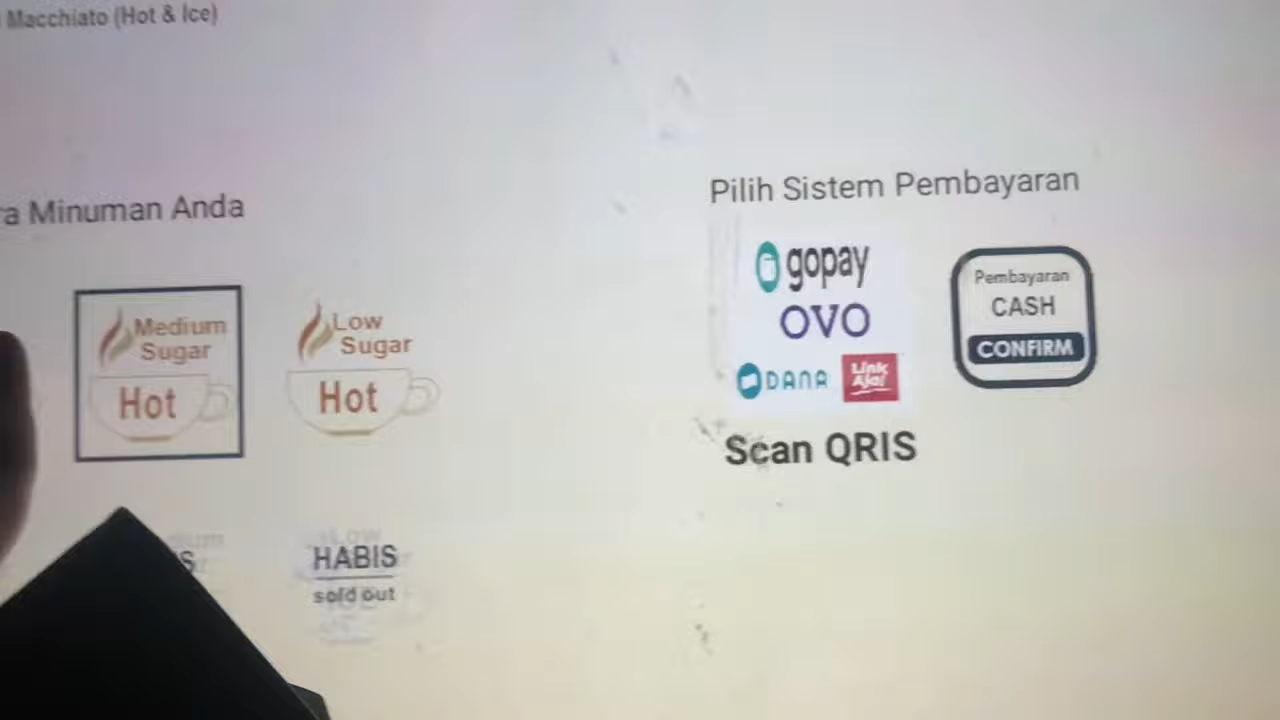 Macchiato (Hot & Ice)
Minuman Anda
Medium
Sugar
Hot
Low
Sugar
Hot
HABIS
sold out
Pilih Sistem Pembayaran
gopay
OVO
DANA
Link
Aja!
Scan QRIS
Pembayaran
CASH
CONFIRM